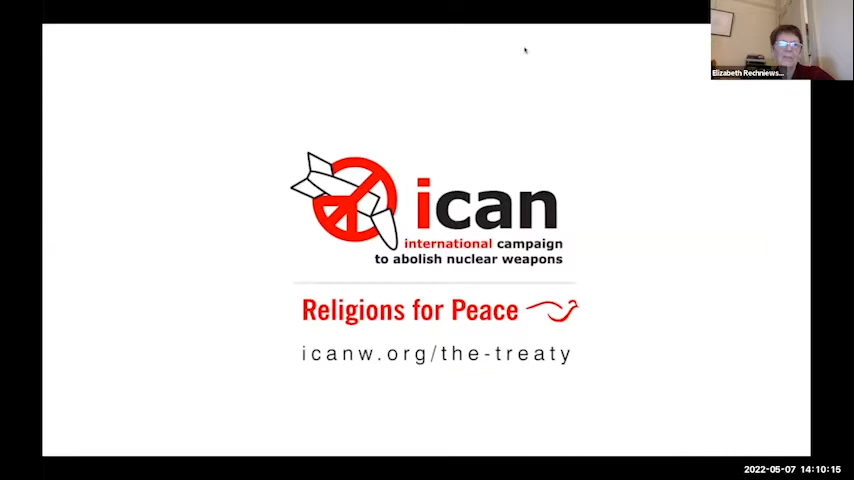 Elizabeth Rechniews...
ican
international campaign
to abolish nuclear weapons
Religions for Peace
icanw.org/the-treaty
2022-05-07 14:10:15